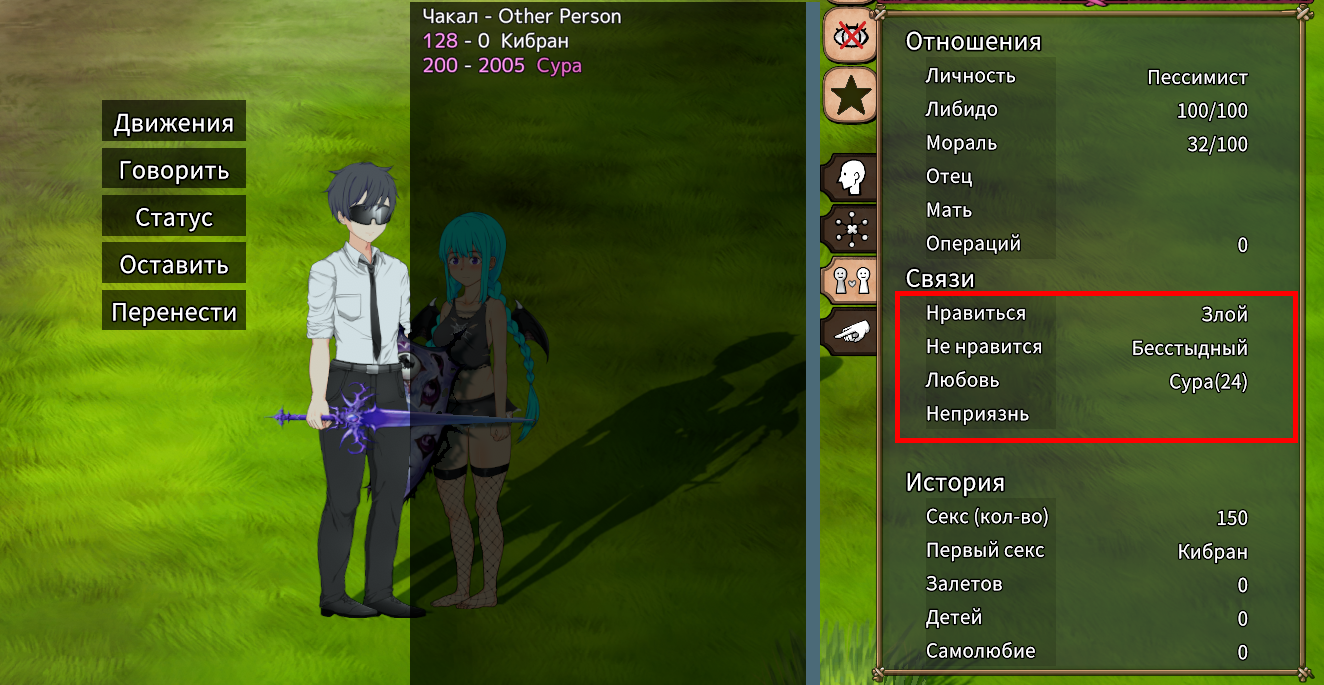 Чакал - Other Person
128 - 0 Кибран
200 - 2005 Сура
Движения
Говорить
Статус
Оставить
Перенести
Отношения
Личность Пессимист
Либидо 100/100
Мораль 32/100
Отец
Мать
Операций 0
Связи
Нравиться Злой
Не нравится Бесстыдный
Любовь Сура(24)
Неприязнь
История
Секс (кол-во) 150
Первый секс Кибран
Залетов 0
Детей 0
Самолюбие 0